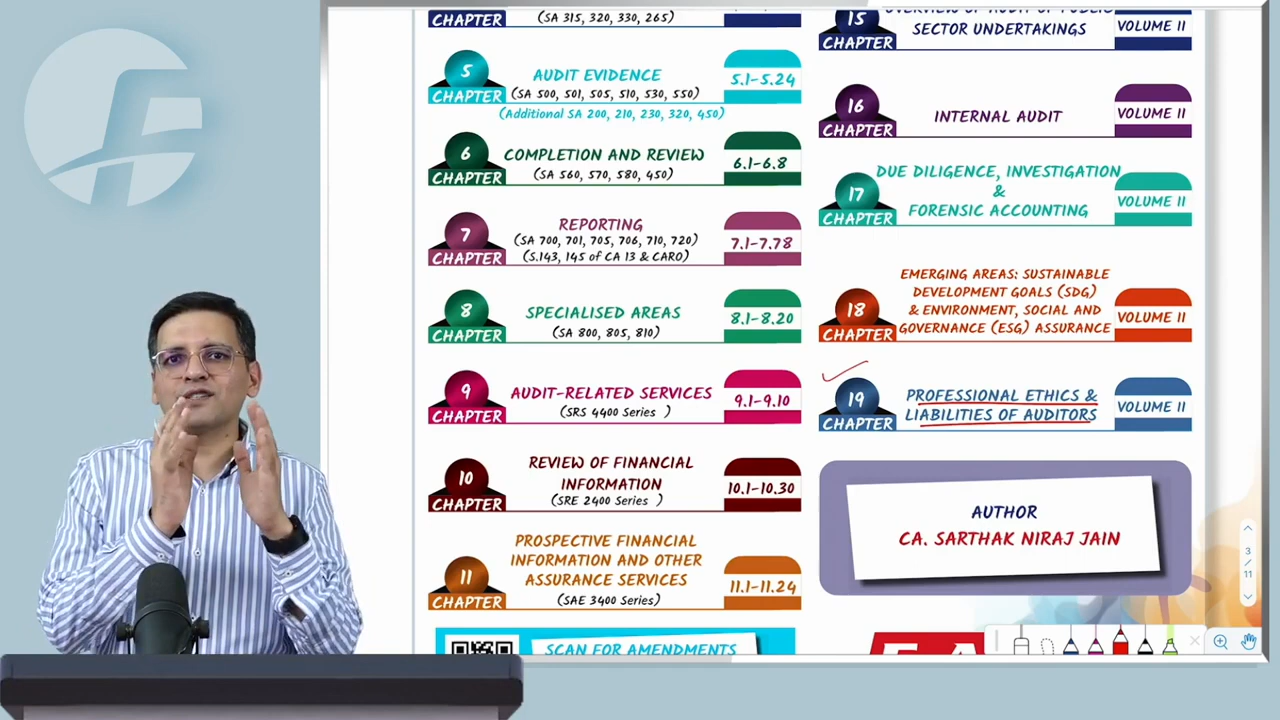 CHAPTER
(SA 315, 320, 330, 265)
5
CHAPTER
AUDIT EVIDENCE
(SA 500, 501, 505, 510, 530, 550)
(Additional SA 200, 210, 230, 320, 450)
5.1-5.24
6
CHAPTER
COMPLETION AND REVIEW
(SA 560, 570, 580, 450)
6.1-6.8
7
CHAPTER
REPORTING
(SA 700, 701, 705, 706, 710, 720)
(S.143, 145 of CA 13 & CARO)
7.1-7.78
8
CHAPTER
SPECIALISED AREAS
(SA 800, 805, 810)
8.1-8.20
9
CHAPTER
AUDIT-RELATED SERVICES
(SRS 4400 Series )
9.1-9.10
10
CHAPTER
REVIEW OF FINANCIAL
INFORMATION
(SRE 2400 Series )
10.1-10.30
11
CHAPTER
PROSPECTIVE FINANCIAL
INFORMATION AND OTHER
ASSURANCE SERVICES
(SAE 3400 Series)
11.1-11.24
SCAN FOR AMENDMENTS
15
CHAPTER
OVERVIEW OF AUDIT OF PUBLIC
SECTOR UNDERTAKINGS
VOLUME II
16
CHAPTER
INTERNAL AUDIT
VOLUME II
17
CHAPTER
DUE DILIGENCE, INVESTIGATION
&
FORENSIC ACCOUNTING
VOLUME II
18
CHAPTER
EMERGING AREAS: SUSTAINABLE
DEVELOPMENT GOALS (SDG)
& ENVIRONMENT, SOCIAL AND
GOVERNANCE (ESG) ASSURANCE
VOLUME II
19
CHAPTER
PROFESSIONAL ETHICS &
LIABILITIES OF AUDITORS
VOLUME II
AUTHOR
CA. SARTHAK NIRAJ JAIN
3
/
11